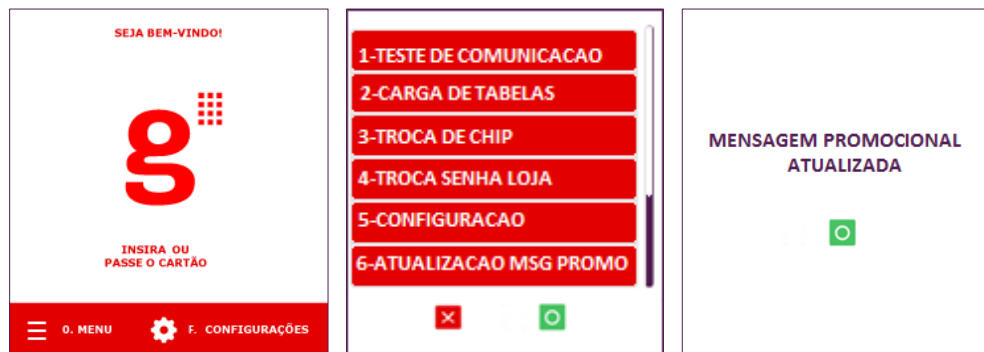 SEJA BEM-VINDO!
g
INSIRA OU
PASSE O CARTÃO
0. MENU
F. CONFIGURAÇÕES
1-TESTE DE COMUNICACAO
2-CARGA DE TABELAS
3-TROCA DE CHIP
4-TROCA SENHA LOJA
5-CONFIGURACAO
6-ATUALIZACAO MSG PROMO
MENSAGEM PROMOCIONAL
ATUALIZADA